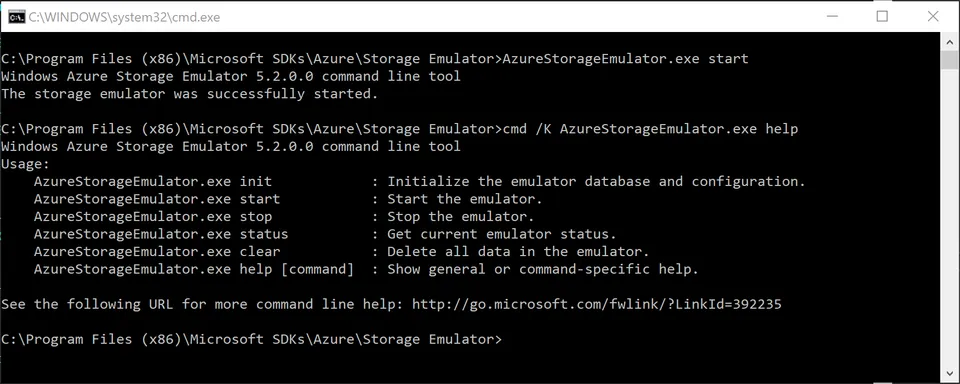 C:\WINDOWS\system32\cmd.exe
C:\Program Files (x86)\Microsoft SDKs\Azure\Storage Emulator>AzureStorageEmulator.exe start
Windows Azure Storage Emulator 5.2.0.0 command line tool
The storage emulator was successfully started.
C:\Program Files (x86)\Microsoft SDKs\Azure\Storage Emulator>cmd /K AzureStorageEmulator.exe help
Windows Azure Storage Emulator 5.2.0.0 command line tool
Usage:
    AzureStorageEmulator.exe init            : Initialize the emulator database and configuration.
    AzureStorageEmulator.exe start           : Start the emulator.
    AzureStorageEmulator.exe stop            : Stop the emulator.
    AzureStorageEmulator.exe status          : Get current emulator status.
    AzureStorageEmulator.exe clear           : Delete all data in the emulator.
    AzureStorageEmulator.exe help [command]  : Show general or command-specific help.
See the following URL for more command line help: http://go.microsoft.com/fwlink/?LinkId=392235
C:\Program Files (x86)\Microsoft SDKs\Azure\Storage Emulator>